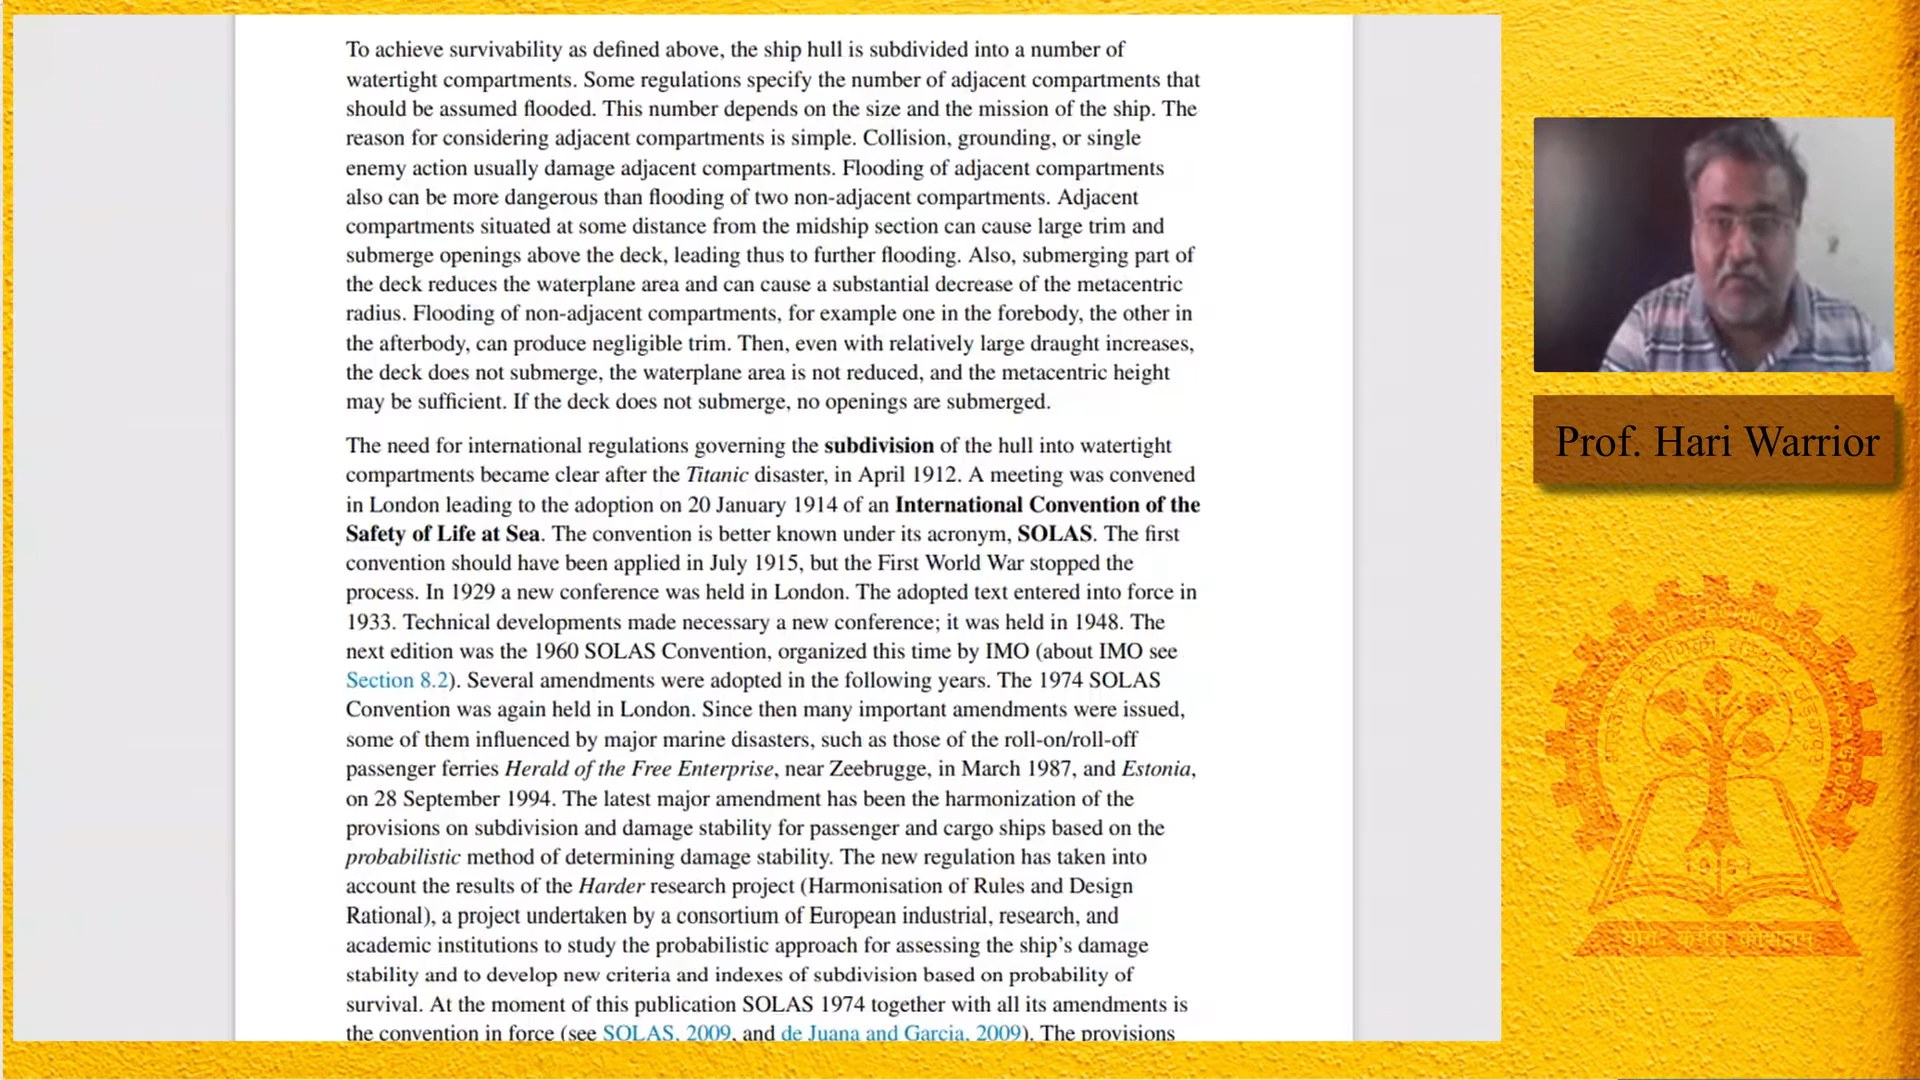 To achieve survivability as defined above, the ship hull is subdivided into a number of
watertight compartments. Some regulations specify the number of adjacent compartments that
should be assumed flooded. This number depends on the size and the mission of the ship. The
reason for considering adjacent compartments is simple. Collision, grounding, or single
enemy action usually damage adjacent compartments. Flooding of adjacent compartments
also can be more dangerous than flooding of two non-adjacent compartments. Adjacent
compartments situated at some distance from the midship section can cause large trim and
submerge openings above the deck, leading thus to further flooding. Also, submerging part of
the deck reduces the waterplane area and can cause a substantial decrease of the metacentric
radius. Flooding of non-adjacent compartments, for example one in the forebody, the other in
the afterbody, can produce negligible trim. Then, even with relatively large draught increases,
the deck does not submerge, the waterplane area is not reduced, and the metacentric height
may be sufficient. If the deck does not submerge, no openings are submerged.
The need for international regulations governing the subdivision of the hull into watertight
compartments became clear after the Titanic disaster, in April 1912. A meeting was convened
in London leading to the adoption on 20 January 1914 of an International Convention of the
Safety of Life at Sea. The convention is better known under its acronym, SOLAS. The first
convention should have been applied in July 1915, but the First World War stopped the
process. In 1929 a new conference was held in London. The adopted text entered into force in
1933. Technical developments made necessary a new conference; it was held in 1948. The
next edition was the 1960 SOLAS Convention, organized this time by IMO (about IMO see
Section 8.2). Several amendments were adopted in the following years. The 1974 SOLAS
Convention was again held in London. Since then many important amendments were issued,
some of them influenced by major marine disasters, such as those of the roll-on/roll-off
passenger ferries Herald of the Free Enterprise, near Zeebrugge, in March 1987, and Estonia,
on 28 September 1994. The latest major amendment has been the harmonization of the
provisions on subdivision and damage stability for passenger and cargo ships based on the
probabilistic method of determining damage stability. The new regulation has taken into
account the results of the Harder research project (Harmonisation of Rules and Design
Rational), a project undertaken by a consortium of European industrial, research, and
academic institutions to study the probabilistic approach for assessing the ship's damage
stability and to develop new criteria and indexes of subdivision based on probability of
survival. At the moment of this publication SOLAS 1974 together with all its amendments is
the convention in force (see SOLAS, 2009, and de Juana and Garcia, 2009). The provisions
Prof. Hari Warrior
1951
योगः कर्मसु कौशलम्